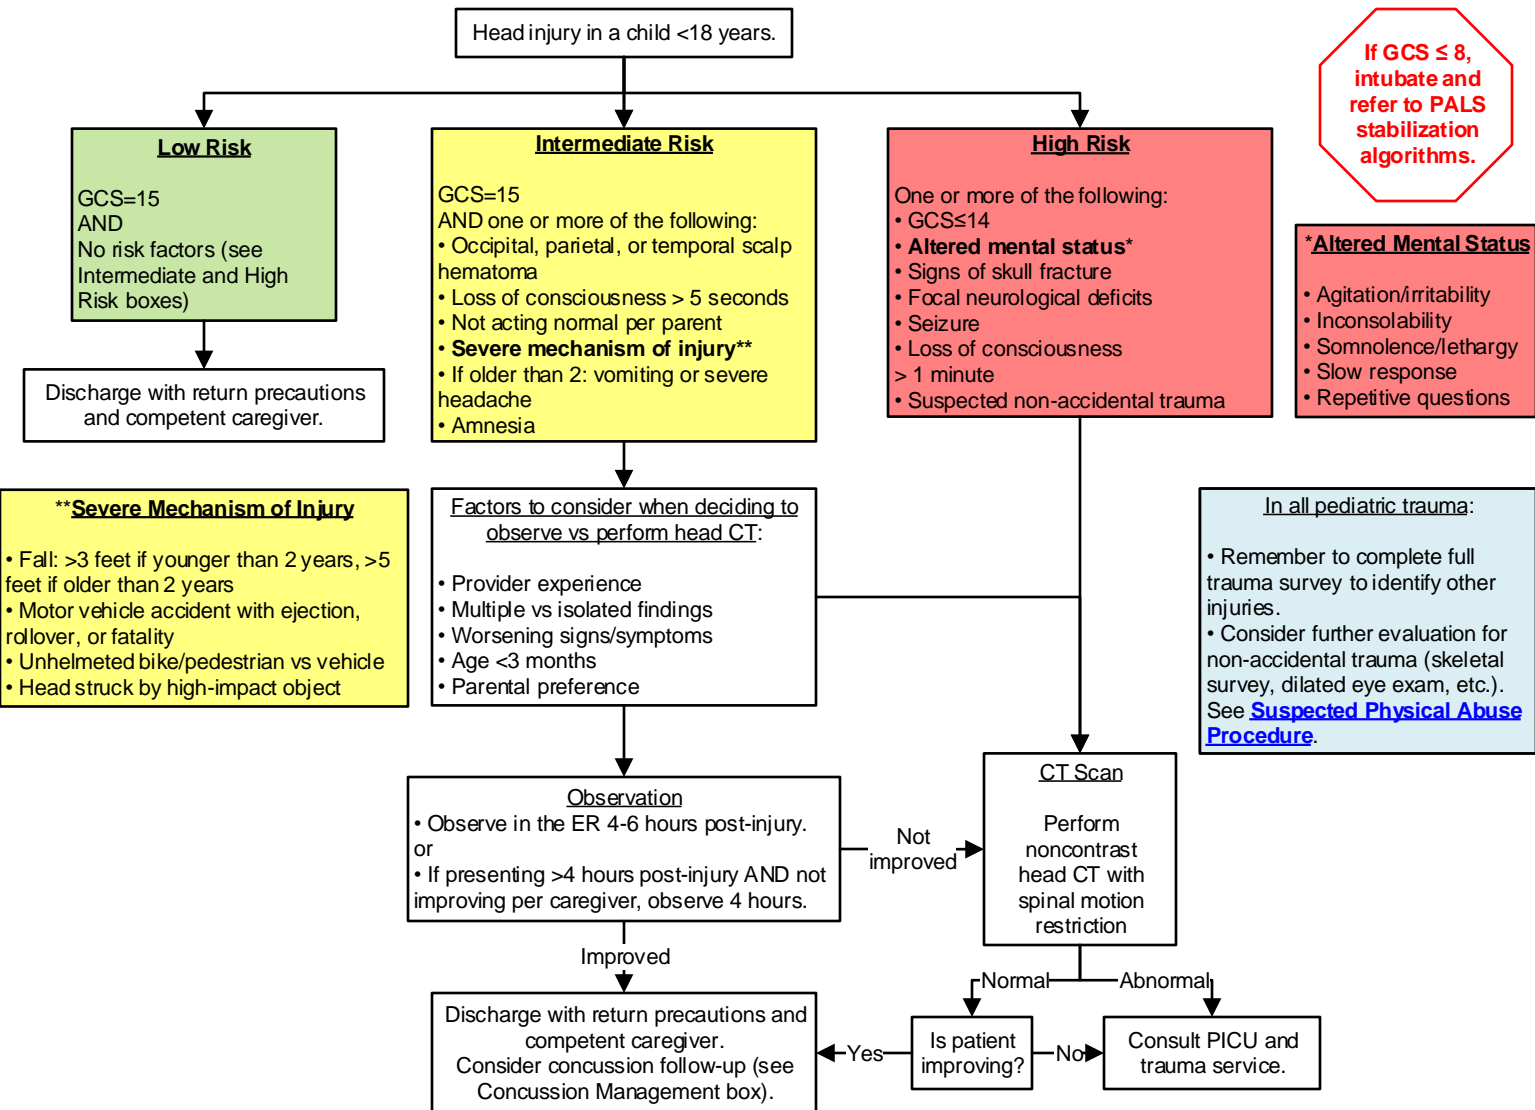 Head injury in a child <18 years.
If GCS ≤ 8,
intubate and
refer to PALS
stabilization
algorithms.
Low Risk
GCS=15
AND
No risk factors (see
Intermediate and High
Risk boxes)
Intermediate Risk
GCS=15
AND one or more of the following:
• Occipital, parietal, or temporal scalp
hematoma
• Loss of consciousness > 5 seconds
• Not acting normal per parent
• Severe mechanism of injury**
• If older than 2: vomiting or severe
headache
• Amnesia
High Risk
One or more of the following:
• GCS≤14
• Altered mental status*
• Signs of skull fracture
• Focal neurological deficits
• Seizure
• Loss of consciousness
> 1 minute
• Suspected non-accidental trauma
*Altered Mental Status
• Agitation/irritability
• Inconsolability
• Somnolence/lethargy
• Slow response
• Repetitive questions
Discharge with return precautions
and competent caregiver.
**Severe Mechanism of Injury
• Fall: >3 feet if younger than 2 years, >5
feet if older than 2 years
• Motor vehicle accident with ejection,
rollover, or fatality
• Unhelmeted bike/pedestrian vs vehicle
• Head struck by high-impact object
Factors to consider when deciding to
observe vs perform head CT:
• Provider experience
• Multiple vs isolated findings
• Worsening signs/symptoms
• Age <3 months
• Parental preference
In all pediatric trauma:
• Remember to complete full
trauma survey to identify other
injuries.
• Consider further evaluation for
non-accidental trauma (skeletal
survey, dilated eye exam, etc.).
See Suspected Physical Abuse
Procedure.
Observation
• Observe in the ER 4-6 hours post-injury.
or
• If presenting >4 hours post-injury AND not
improving per caregiver, observe 4 hours.
Not
improved
CT Scan
Perform
noncontrast
head CT with
spinal motion
restriction
Improved
Normal
Abnormal
Discharge with return precautions and
competent caregiver.
Consider concussion follow-up (see
Concussion Management box).
Yes
Is patient
improving?
No
Consult PICU and
trauma service.